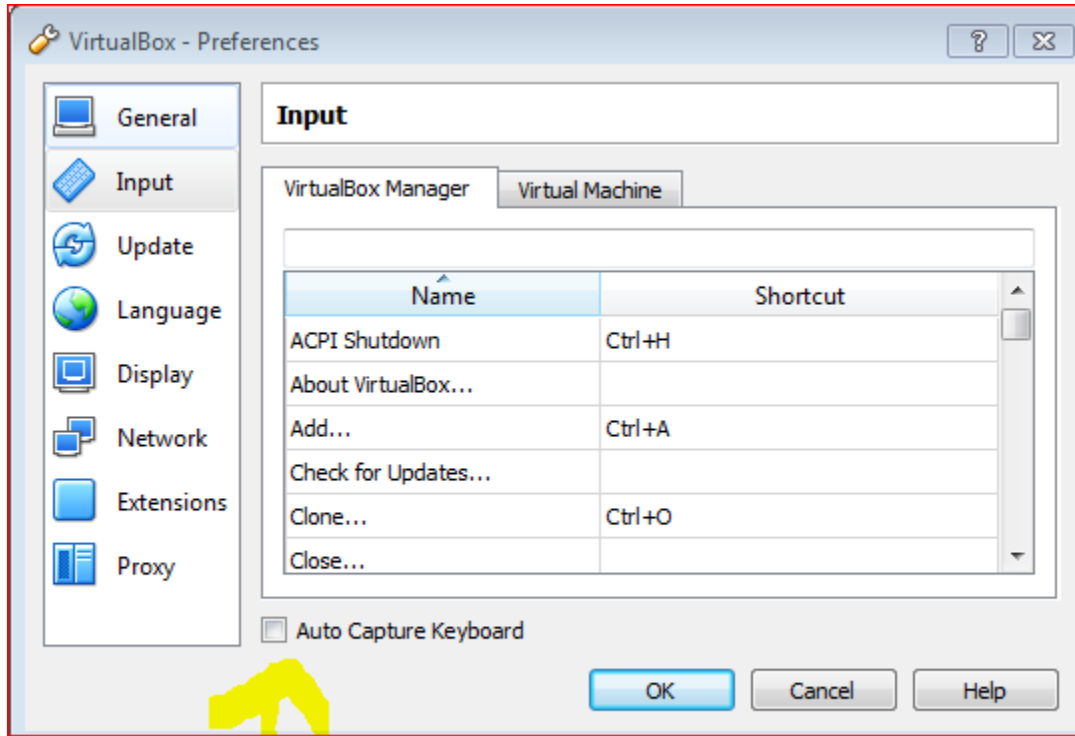 VirtualBox - Preferences
General
Input
Update
Language
Display
Network
Extensions
Proxy
Input
VirtualBox Manager Virtual Machine
Name Shortcut
ACPI Shutdown Ctrl+H
About VirtualBox...
Add... Ctrl+A
Check for Updates...
Clone... Ctrl+O
Close...
Auto Capture Keyboard
OK Cancel Help